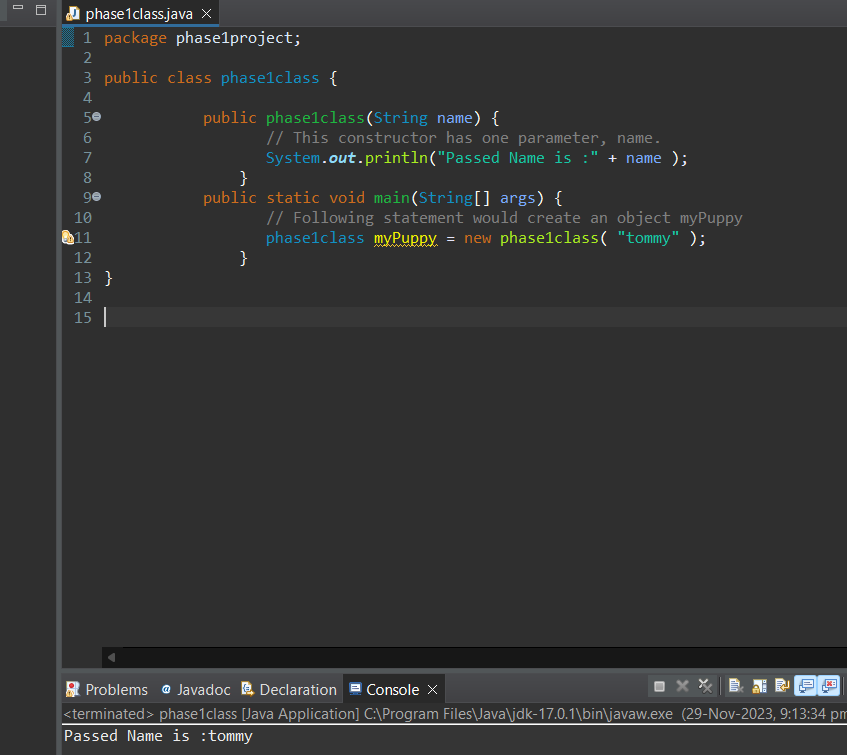 phase1class.java
1 package phase1project;
2
3 public class phase1class {
4
5 public phase1class(String name) {
6 // This constructor has one parameter, name.
7 System.out.println("Passed Name is :" + name );
8 }
9 public static void main(String[] args) {
10 // Following statement would create an object myPuppy
11 phase1class myPuppy = new phase1class( "tommy" );
12 }
13 }
14
15
Problems Javadoc Declaration Console
<terminated> phase1class [Java Application] C:\Program Files\Java\jdk-17.0.1\bin\javaw.exe (29-Nov-2023, 9:13:34 pm
Passed Name is :tommy